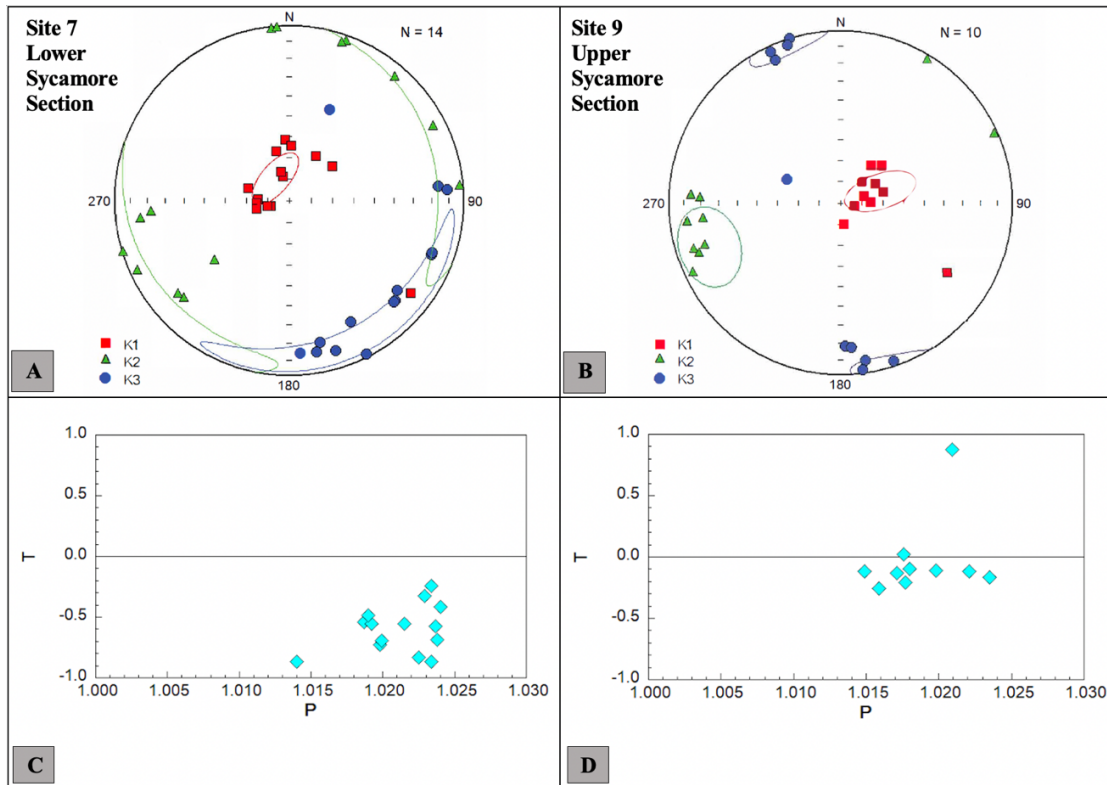 Site 7
Lower
Sycamore
Section
N
N = 14
270
90
180
K1
K2
K3
A
Site 9
Upper
Sycamore
Section
N
N = 10
270
90
180
K1
K2
K3
B
1.0
0.5
0.0
-0.5
-1.0
T
1.000 1.005 1.010 1.015 1.020 1.025 1.030
P
C
1.0
0.5
0.0
-0.5
-1.0
T
1.000 1.005 1.010 1.015 1.020 1.025 1.030
P
D